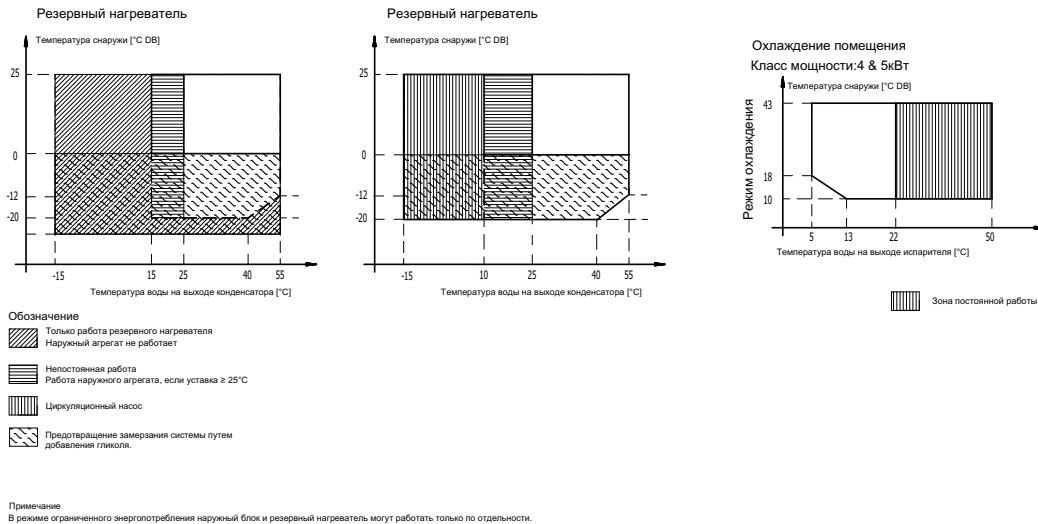 Резервный нагреватель
Температура снаружи [°C DB]
25
0
-12
-20
-15
15
25
40
55
Температура воды на выходе конденсатора [°C]
Резервный нагреватель
Температура снаружи [°C DB]
25
0
-12
-20
-15
10
25
40
55
Температура воды на выходе конденсатора [°C]
Охлаждение помещения
Класс мощности:4 & 5кВт
Температура снаружи [°C DB]
Режим охлаждения
43
18
10
5
13
22
50
Температура воды на выходе испарителя [°C]
Зона постоянной работы
Обозначение
Только работа резервного нагревателя
Наружный агрегат не работает
Непостоянная работа
Работа наружного агрегата, если уставка ≥ 25°C
Циркуляционный насос
Предотвращение замерзания системы путем
добавления гликоля.
Примечание
В режиме ограниченного энергопотребления наружный блок и резервный нагреватель могут работать только по отдельности.